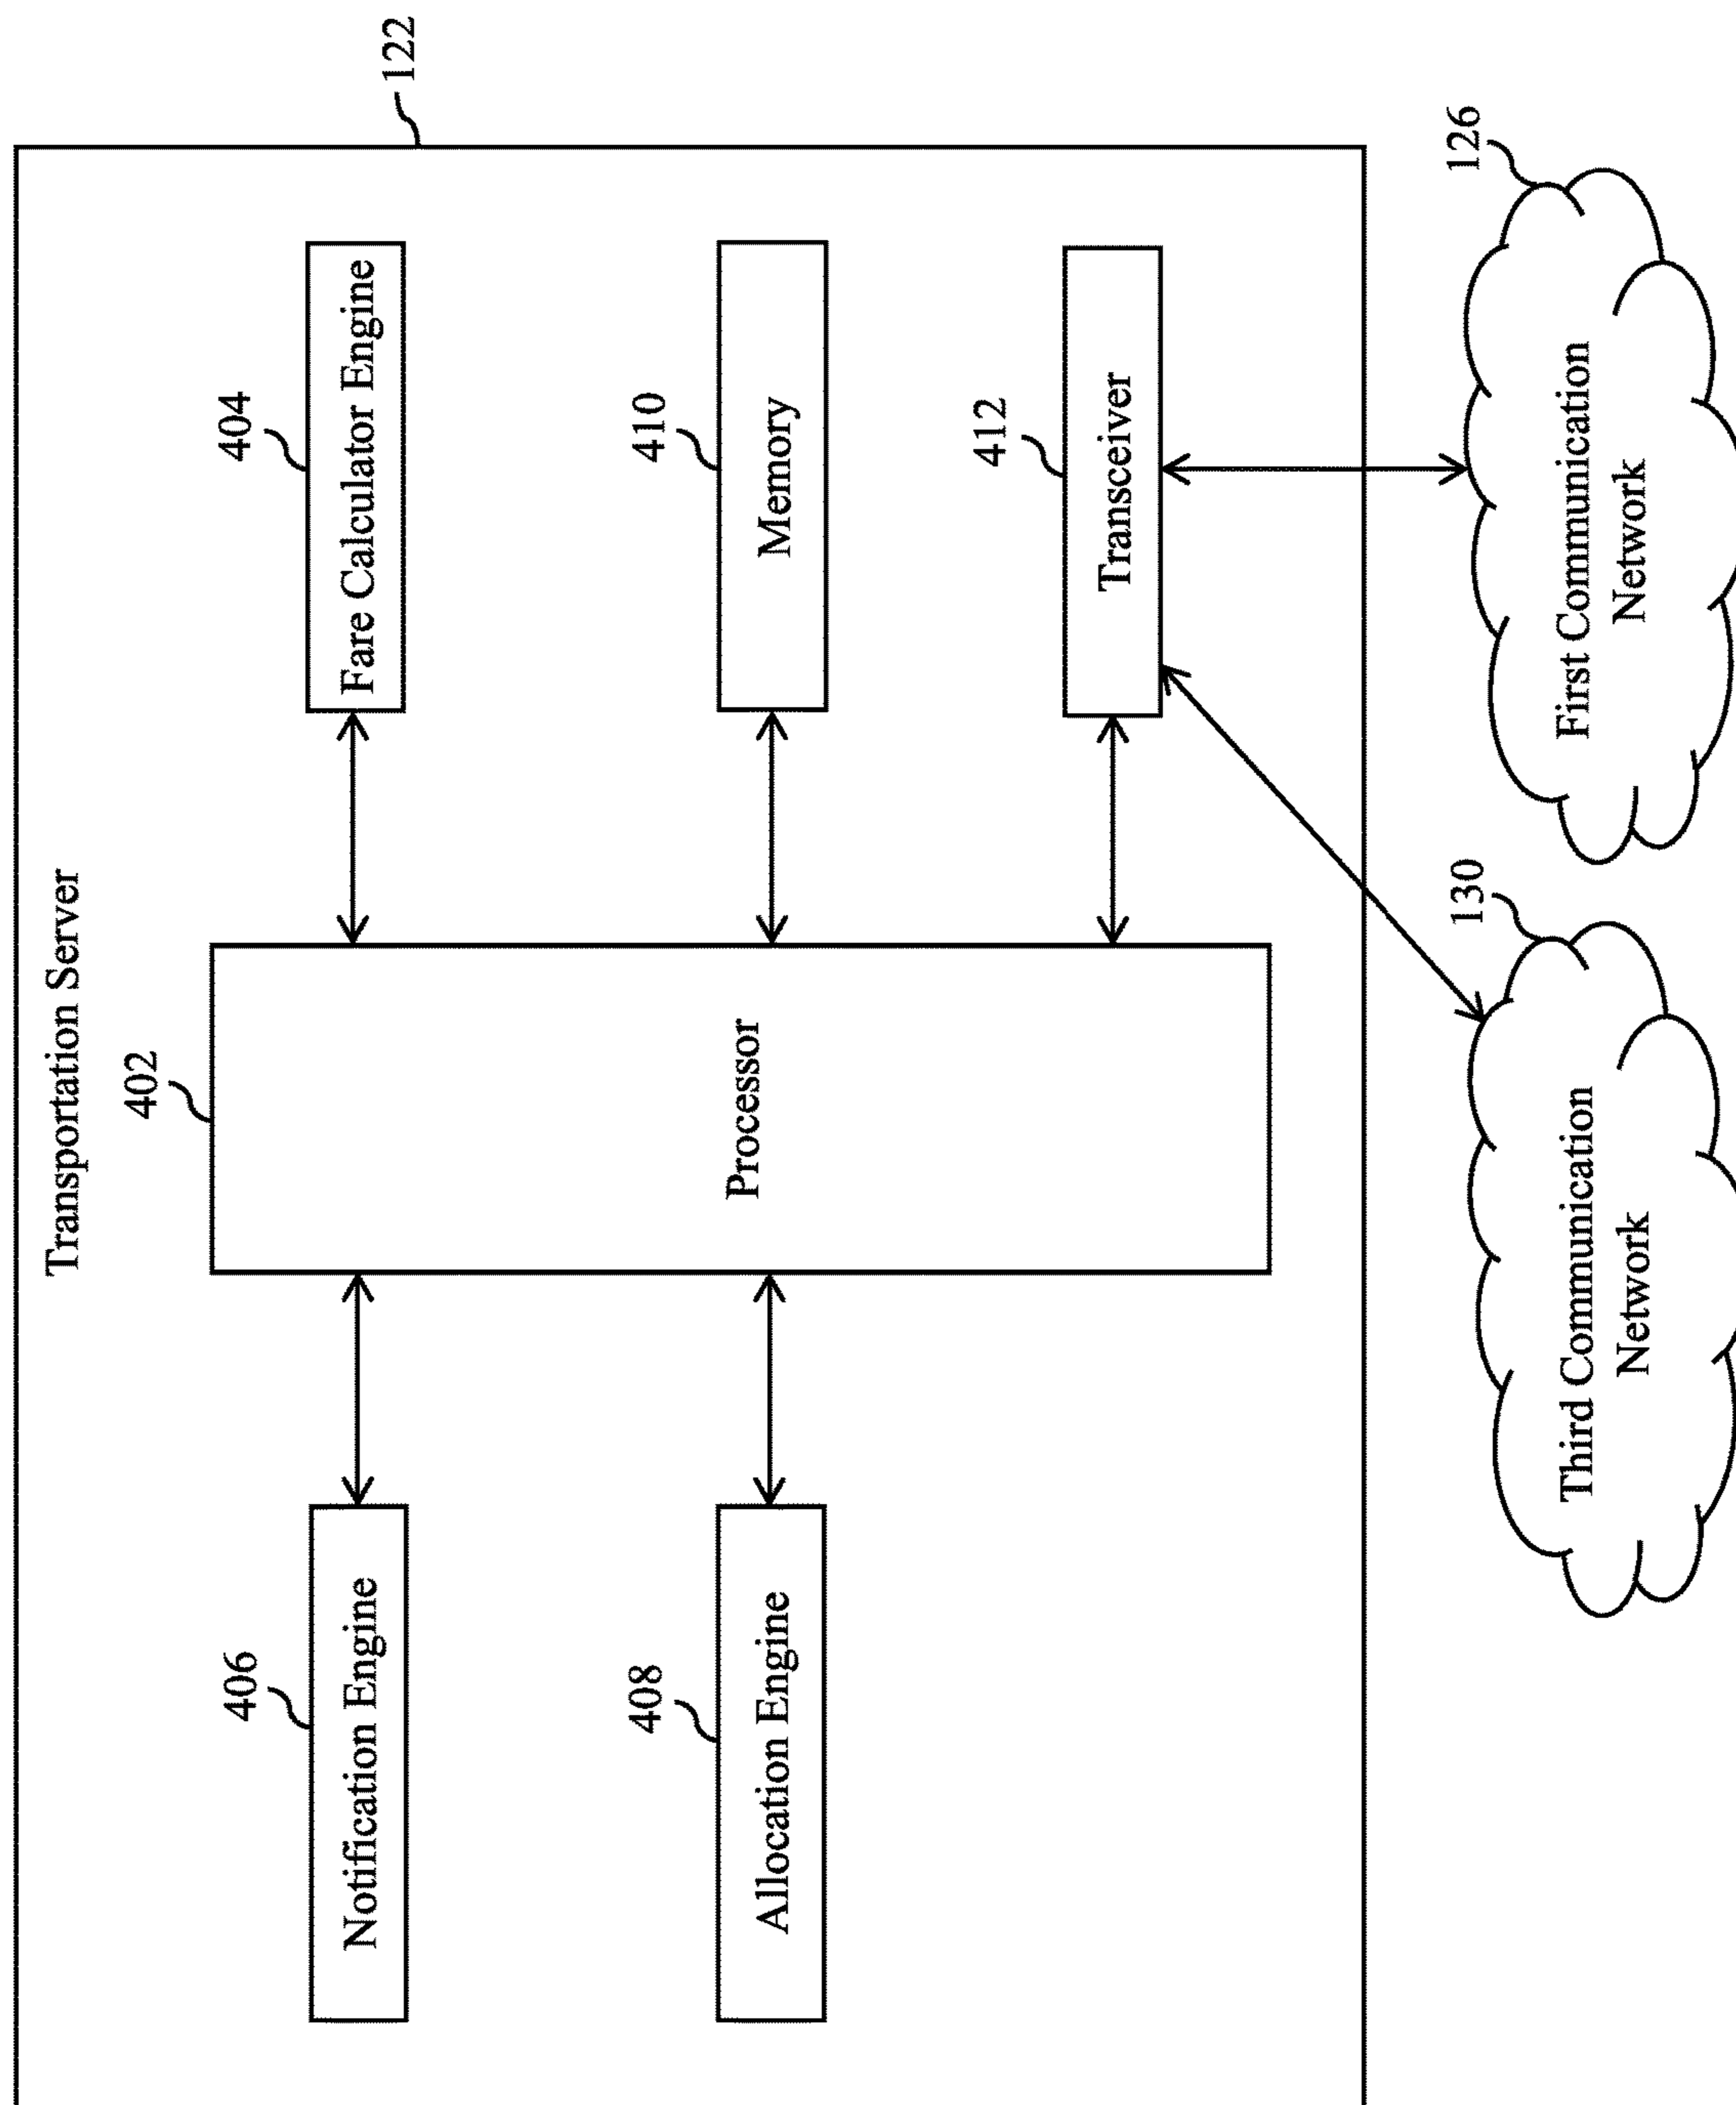 Transportation Server
122
402
406
404
Notification Engine
Fare Calculator Engine
408
410
Allocation Engine
Processor
Memory
412
Transceiver
130
126
Third Communication
Network
First Communication
Network